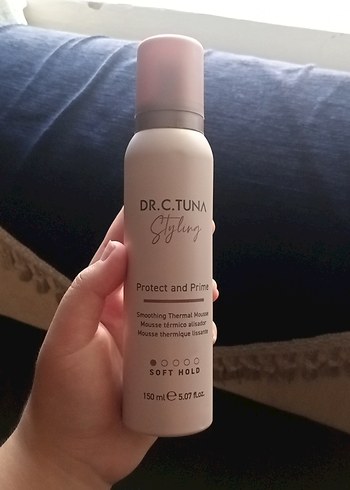 DR.C.TUNA
Styling
Protect and Prime
Smoothing Thermal Mousse
Mousse térmico alisador
Mousse thermique lissante
SOFT HOLD
150 ml ℮ 5.07 fl.oz.